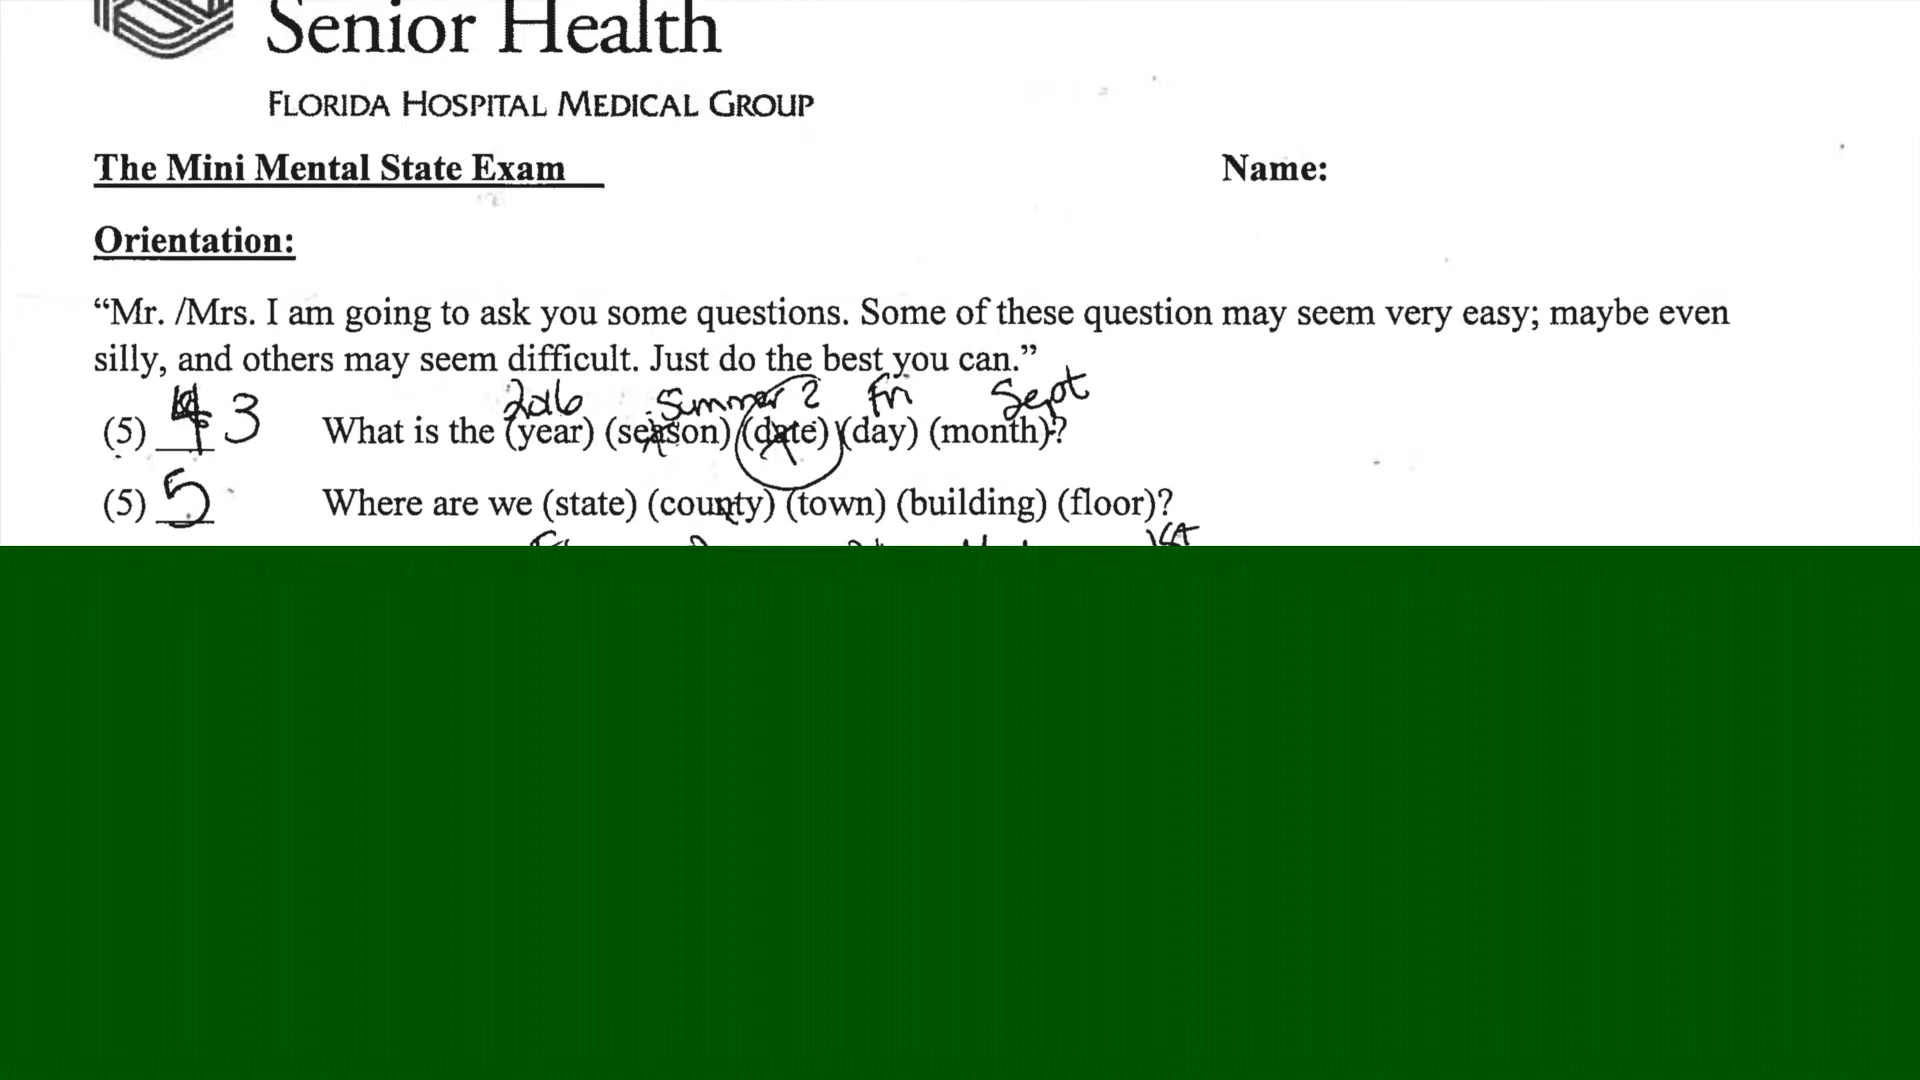 Senior Health
FLORIDA HOSPITAL MEDICAL GROUP
The Mini Mental State Exam Name:
Orientation:
“Mr. /Mrs. I am going to ask you some questions. Some of these question may seem very easy; maybe even
silly, and others may seem difficult. Just do the best you can.”
2016 Summer ? Fri Sept
(5) 4 3 What is the (year) (season) (date) (day) (month)?
(5) 5 Where are we (state) (county) (town) (building) (floor)?
1st